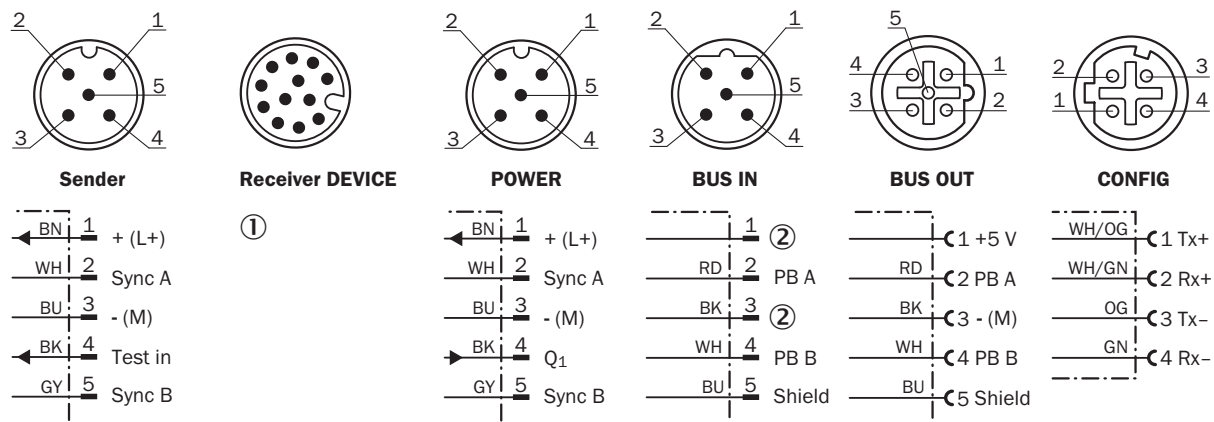 2 1 5 3 4
2 1 5 3 4
2 1 5 3 4
5 4 1 3 2
2 3 1 4
Sender
Receiver DEVICE
POWER
BUS IN
BUS OUT
CONFIG
BN 1 + (L+)
WH 2 Sync A
BU 3 - (M)
BK 4 Test in
GY 5 Sync B
①
BN 1 + (L+)
WH 2 Sync A
BU 3 - (M)
BK 4 Q₁
GY 5 Sync B
1 ②
RD 2 PB A
BK 3 ②
WH 4 PB B
BU 5 Shield
1 +5 V
RD 2 PB A
BK 3 - (M)
WH 4 PB B
BU 5 Shield
WH/OG 1 Tx+
WH/GN 2 Rx+
OG 3 Tx–
GN 4 Rx–